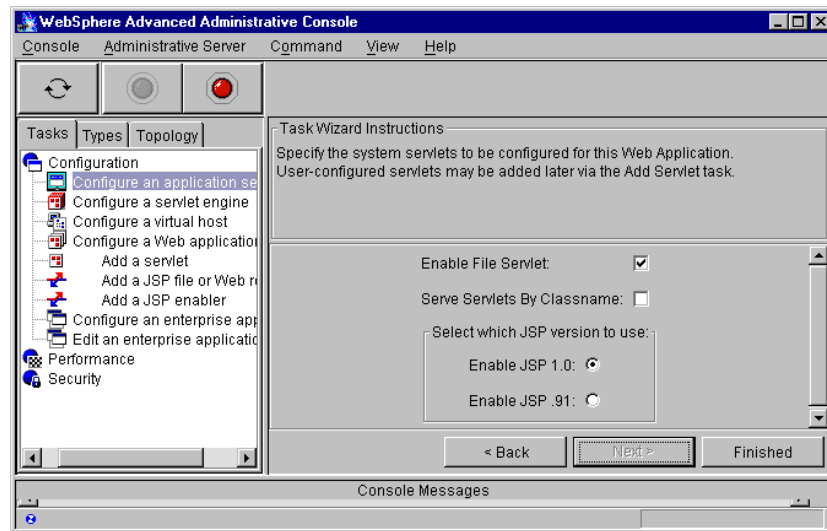 WebSphere Advanced Administrative Console
Console Administrative Server Command View Help
Tasks Types Topology
Configuration
Configure an application se
Configure a servlet engine
Configure a virtual host
Configure a Web application
Add a servlet
Add a JSP file or Web r
Add a JSP enabler
Configure an enterprise app
Edit an enterprise applicatic
Performance
Security
Task Wizard Instructions
Specify the system servlets to be configured for this Web Application.
User-configured servlets may be added later via the Add Servlet task.
Enable File Servlet:
Serve Servlets By Classname:
Select which JSP version to use:
Enable JSP 1.0:
Enable JSP .91:
< Back Next > Finished
Console Messages